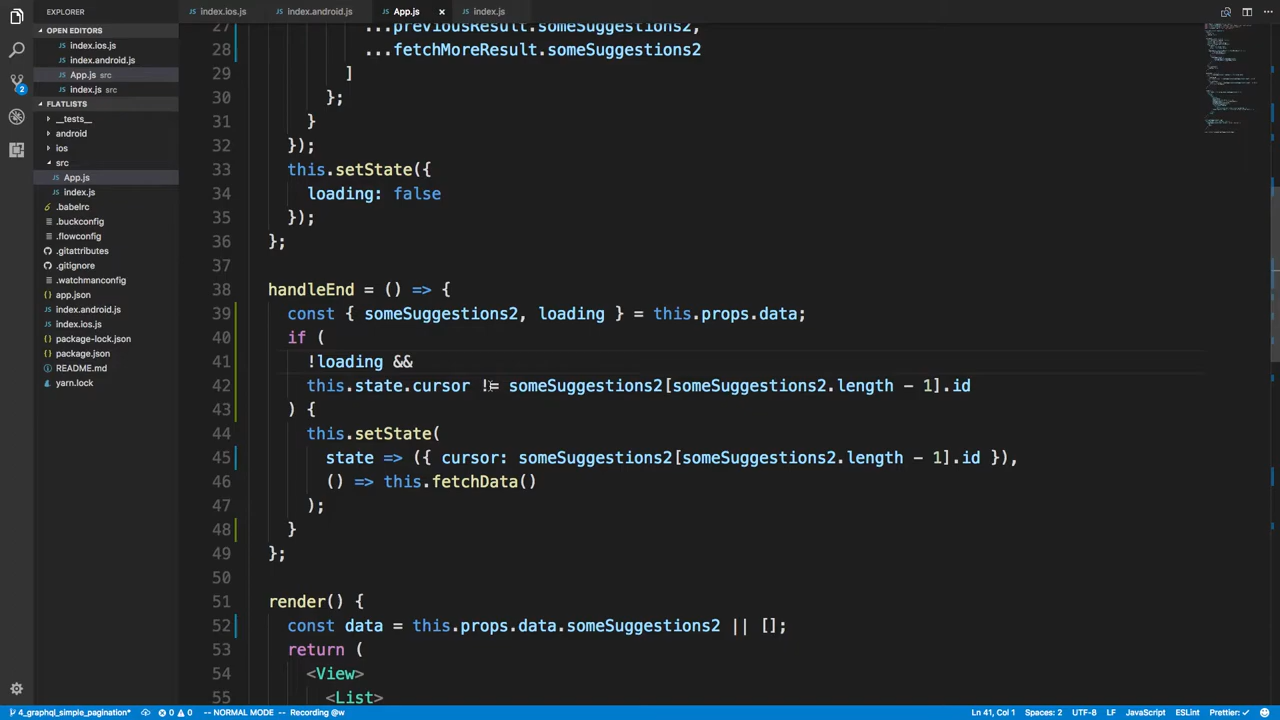 EXPLORER
index.ios.js
index.android.js
App.js ×
index.js
OPEN EDITORS
index.ios.js
index.android.js
App.js src
index.js src
FLATLISTS
__tests__
android
ios
src
App.js
index.js
.babelrc
.buckconfig
.flowconfig
.gitattributes
.gitignore
.watchmanconfig
app.json
index.android.js
index.ios.js
package-lock.json
package.json
README.md
yarn.lock
2
27 ...previousResult.someSuggestions2,
28 ...fetchMoreResult.someSuggestions2
29 ]
30 };
31 }
32 });
33 this.setState({
34 loading: false
35 });
36 };
37
38 handleEnd = () => {
39 const { someSuggestions2, loading } = this.props.data;
40 if (
41 !loading &&
42 this.state.cursor != someSuggestions2[someSuggestions2.length - 1].id
43 ) {
44 this.setState(
45 state => ({ cursor: someSuggestions2[someSuggestions2.length - 1].id }),
46 () => this.fetchData()
47 );
48 }
49 };
50
51 render() {
52 const data = this.props.data.someSuggestions2 || [];
53 return (
54 <View>
55 <List>
4_graphql_simple_pagination* 0 0 -- NORMAL MODE -- Recording @w Ln 41, Col 1 Spaces: 2 UTF-8 LF JavaScript ESLint Prettier: ✓